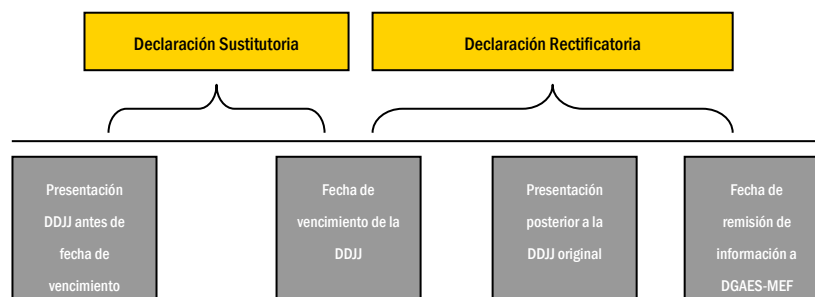 Declaración Sustitutoria
Declaración Rectificatoria
Presentación
DDJJ antes de
fecha de
vencimiento
Fecha de
vencimiento de la
DDJJ
Presentación
posterior a la
DDJJ original
Fecha de
remisión de
información a
DGAES-MEF